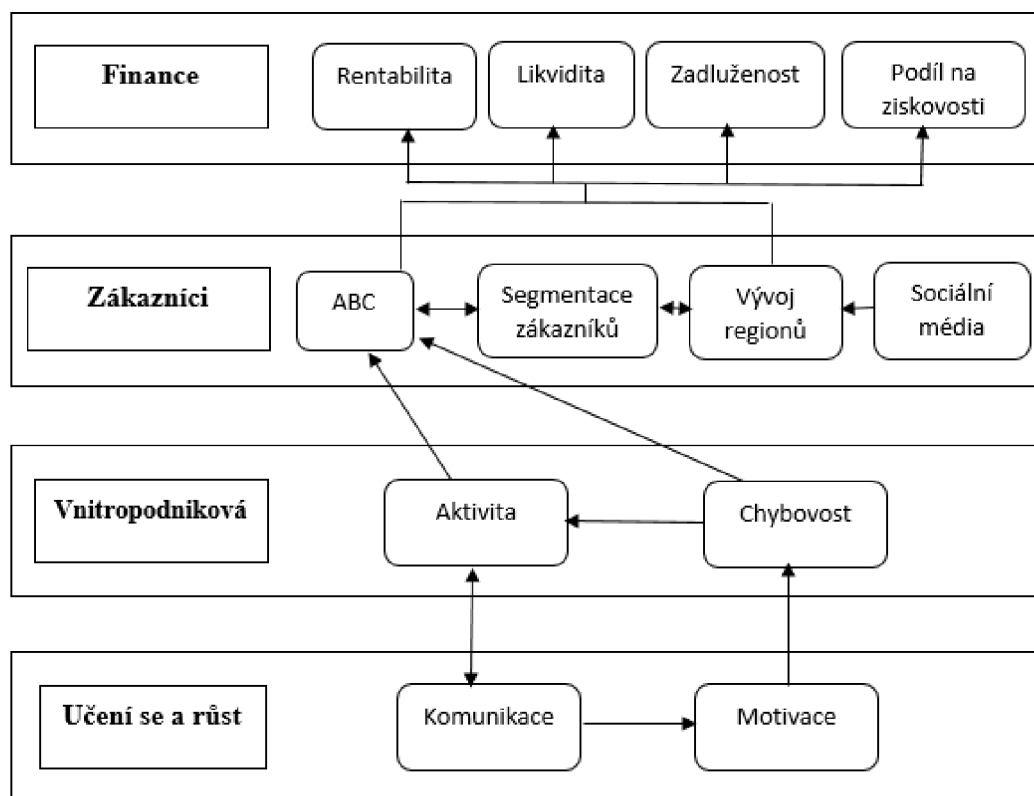 Finance
Rentabilita
Likvidita
Zadluženost
Podíl na
ziskovosti
Zákazníci
ABC
Segmentace
zákazníků
Vývoj
regionů
Sociální
média
Vnitropodniková
Aktivita
Chybovost
Učení se a růst
Komunikace
Motivace